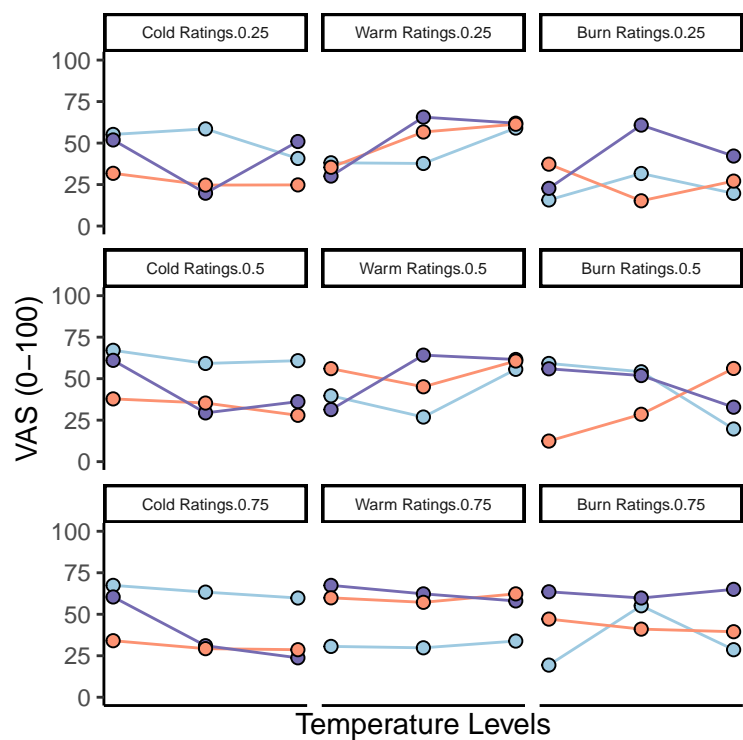 Cold Ratings.0.25
Warm Ratings.0.25
Burn Ratings.0.25
100
75
50
25
0
Cold Ratings.0.5
Warm Ratings.0.5
Burn Ratings.0.5
100
75
50
25
0
VAS (0−100)
Cold Ratings.0.75
Warm Ratings.0.75
Burn Ratings.0.75
100
75
50
25
0
Temperature Levels